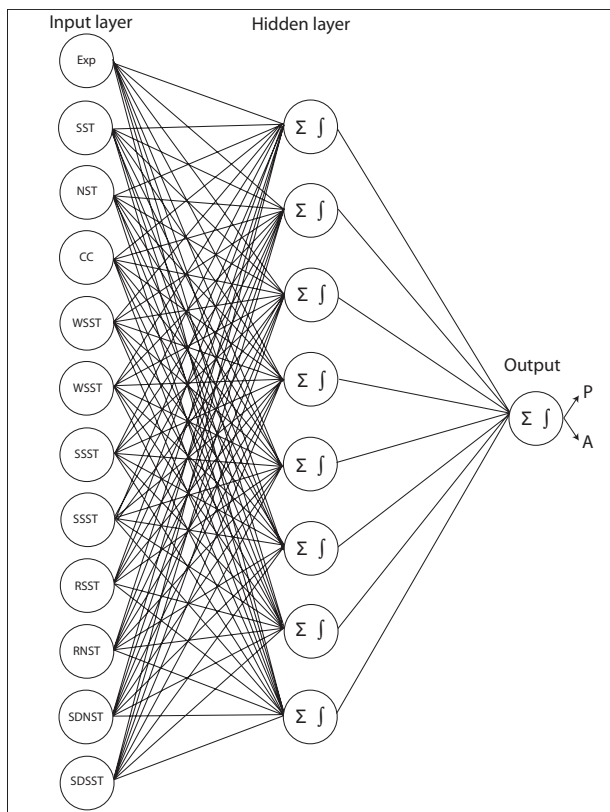 Input layer
Hidden layer
Exp
SST
NST
CC
WSST
WSST
SSST
SSST
RSST
RNST
SDNST
SDSST
Σ ∫
Σ ∫
Σ ∫
Σ ∫
Σ ∫
Σ ∫
Σ ∫
Σ ∫
Output
Σ ∫
P
A